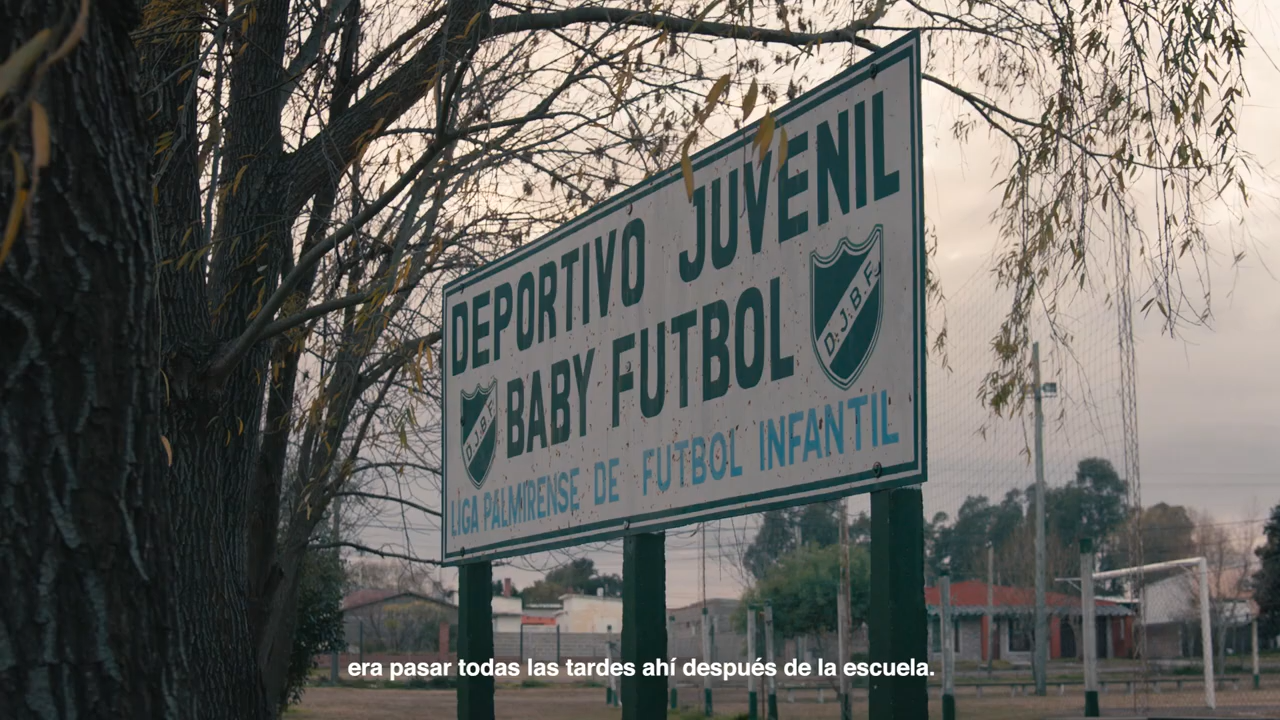 DEPORTIVO JUVENIL
BABY FUTBOL
D.J.B.F.
D.J.B.F.
LIGA PALMIRENSE DE FUTBOL INFANTIL
era pasar todas las tardes ahí después de la escuela.